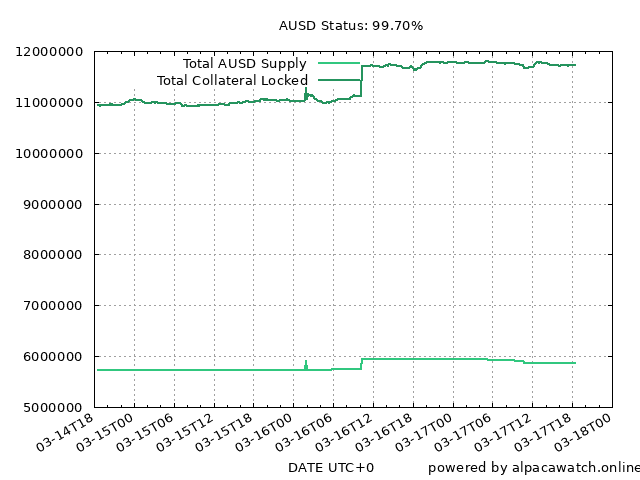 AUSD Status: 99.70%
12000000
11000000
10000000
9000000
8000000
7000000
6000000
5000000
Total AUSD Supply
Total Collateral Locked
03-14T18
03-15T00
03-15T06
03-15T12
03-15T18
03-16T00
03-16T06
03-16T12
03-16T18
03-17T00
03-17T06
03-17T12
03-17T18
03-18T00
DATE UTC+0
powered by alpacawatch.online